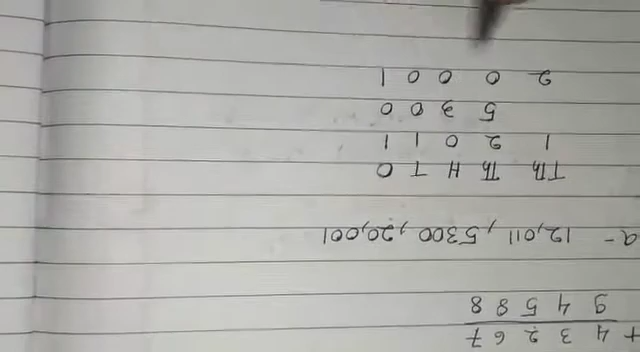 + 4 3 2 6 7
9 4 5 8 8
a- 12,011, 5300, 20,001
TTh Th H T O
1 2 0 1 1
5 3 0 0
2 0 0 0 1